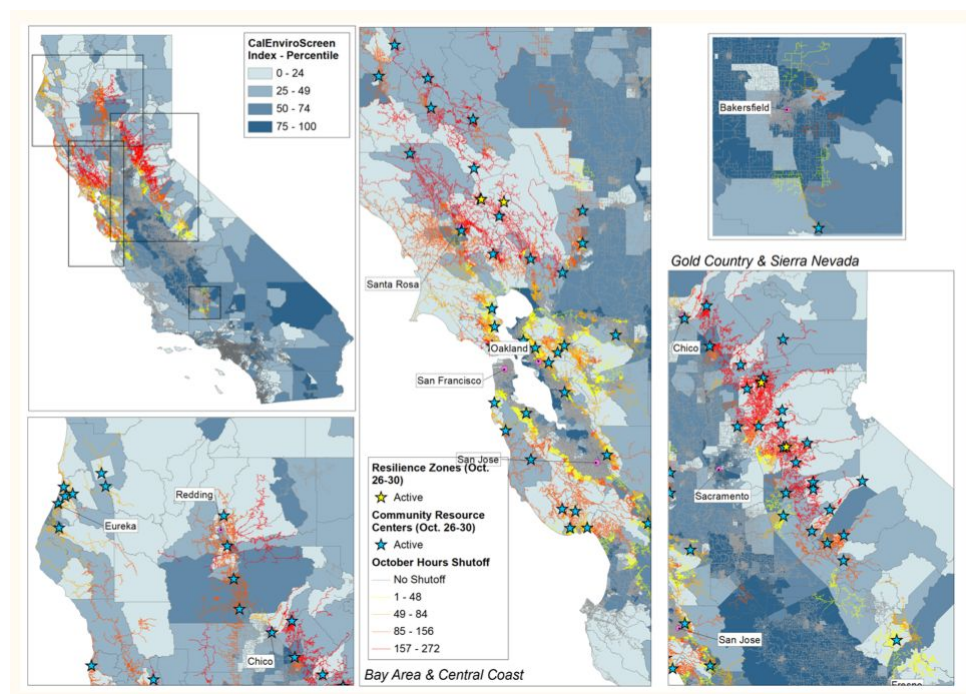 CalEnviroScreen
Index - Percentile
0 - 24
25 - 49
50 - 74
75 - 100
Redding
Eureka
Chico
Santa Rosa
Oakland
San Francisco
San Jose
Resilience Zones (Oct.
26-30)
Active
Community Resource
Centers (Oct. 26-30)
Active
October Hours Shutoff
No Shutoff
1 - 48
49 - 84
85 - 156
157 - 272
Bay Area & Central Coast
Bakersfield
Gold Country & Sierra Nevada
Chico
Sacramento
San Jose
Fresno